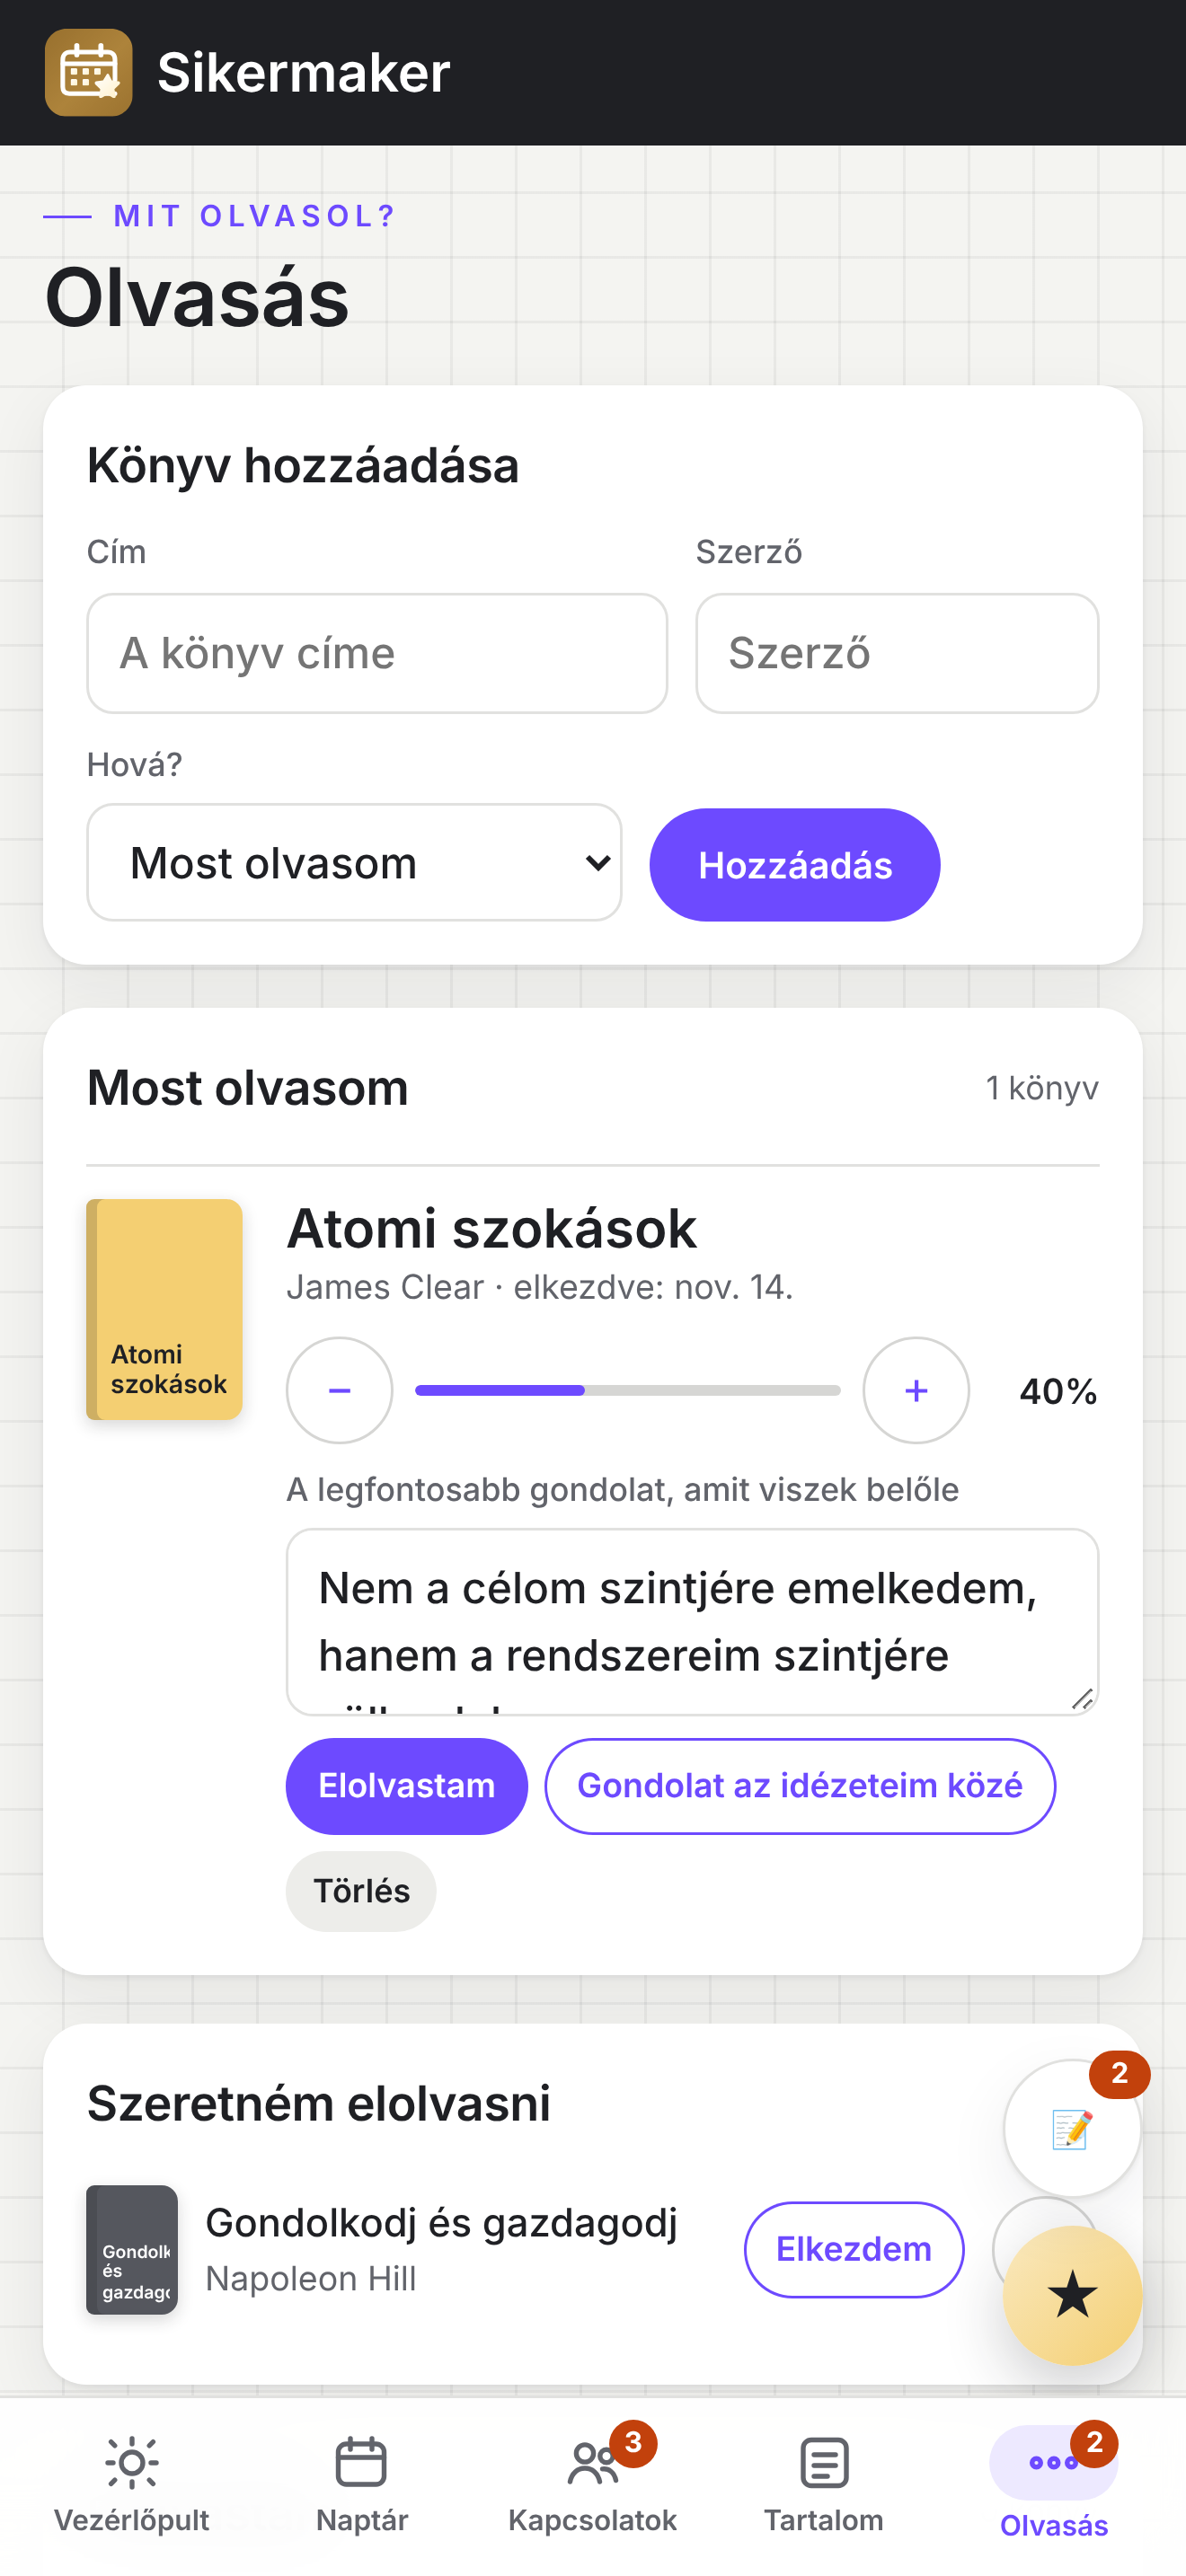 Sikermaker
MIT OLVASOL?
Olvasás
Könyv hozzáadása
Cím
Szerző
A könyv címe
Szerző
Hová?
Most olvasom
Hozzáadás
Most olvasom
1 könyv
Atomi szokások
James Clear · elkezdve: nov. 14.
Atomi
szokások
−
+
40%
A legfontosabb gondolat, amit viszek belőle
Nem a célom szintjére emelkedem,
hanem a rendszereim szintjére
Elolvastam
Gondolat az idézeteim közé
Törlés
Szeretném elolvasni
2
Gondolkodj és gazdagodj
Napoleon Hill
és
Elkezdem
3
2
Vezérlőpult
Naptár
Kapcsolatok
Tartalom
Olvasás